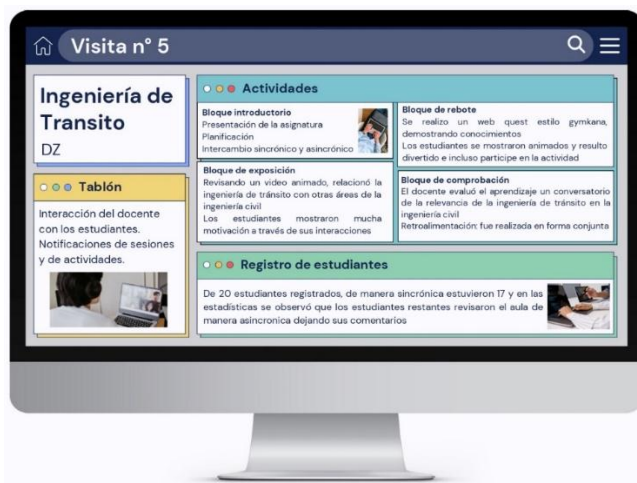 Visita n° 5
Ingeniería de
Transito
DZ
Tablón
Interacción del docente
con los estudiantes.
Notificaciones de sesiones
y de actividades.
Actividades
Bloque introductorio
Presentación de la asignatura
Planificación
Intercambio sincrónico y asincrónico
Bloque de exposición
Revisando un video animado, relacionó la
ingeniería de tránsito con otras áreas de la
ingeniería civil
Los estudiantes mostraron mucha
motivación a través de sus interacciones
Bloque de rebote
Se realizo un web quest estilo gymkana,
demostrando conocimientos
Los estudiantes se mostraron animados y resulto
divertido e incluso participe en la actividad
Bloque de comprobación
El docente evaluó el aprendizaje un conversatorio
de la relevancia de la ingeniería de tránsito en la
ingeniería civil
Retroalimentación: fue realizada en forma conjunta
Registro de estudiantes
De 20 estudiantes registrados, de manera sincrónica estuvieron 17 y en las
estadísticas se observó que los estudiantes restantes revisaron el aula de
manera asincronica dejando sus comentarios